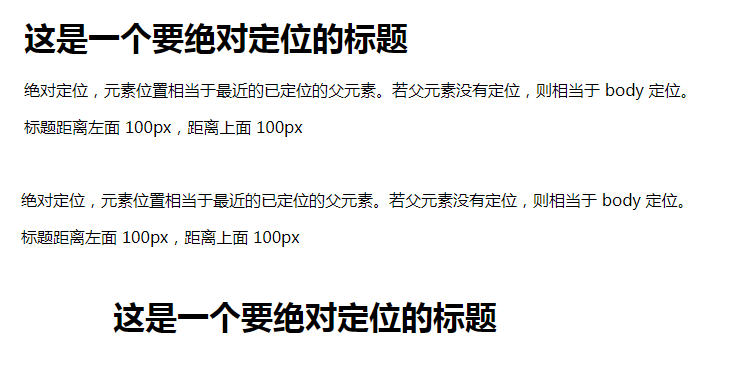 这是一个要绝对定位的标题
绝对定位，元素位置相当于最近的已定位的父元素。若父元素没有定位，则相当于 body 定位。
标题距离左面 100px，距离上面 100px
绝对定位，元素位置相当于最近的已定位的父元素。若父元素没有定位，则相当于 body 定位。
标题距离左面 100px，距离上面 100px
这是一个要绝对定位的标题